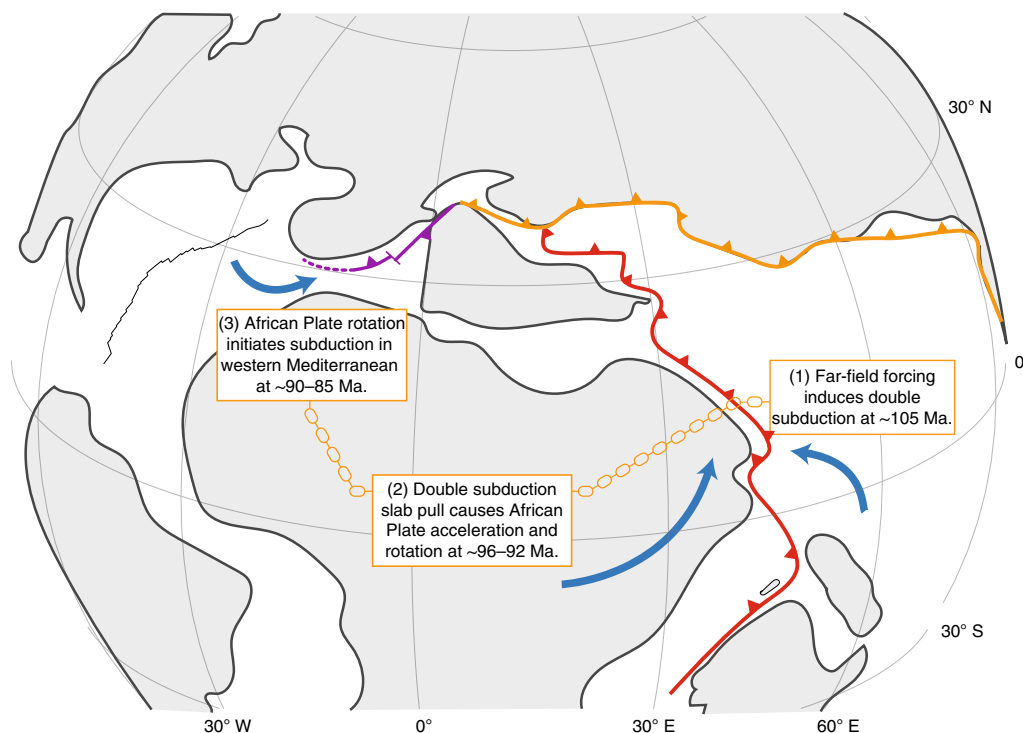 30° N
(3) African Plate rotation
initiates subduction in
western Mediterranean
at ~90–85 Ma.
0
(1) Far-field forcing
induces double
subduction at ~105 Ma.
(2) Double subduction
slab pull causes African
Plate acceleration and
rotation at ~96–92 Ma.
30° S
30° W
0°
30° E
60° E